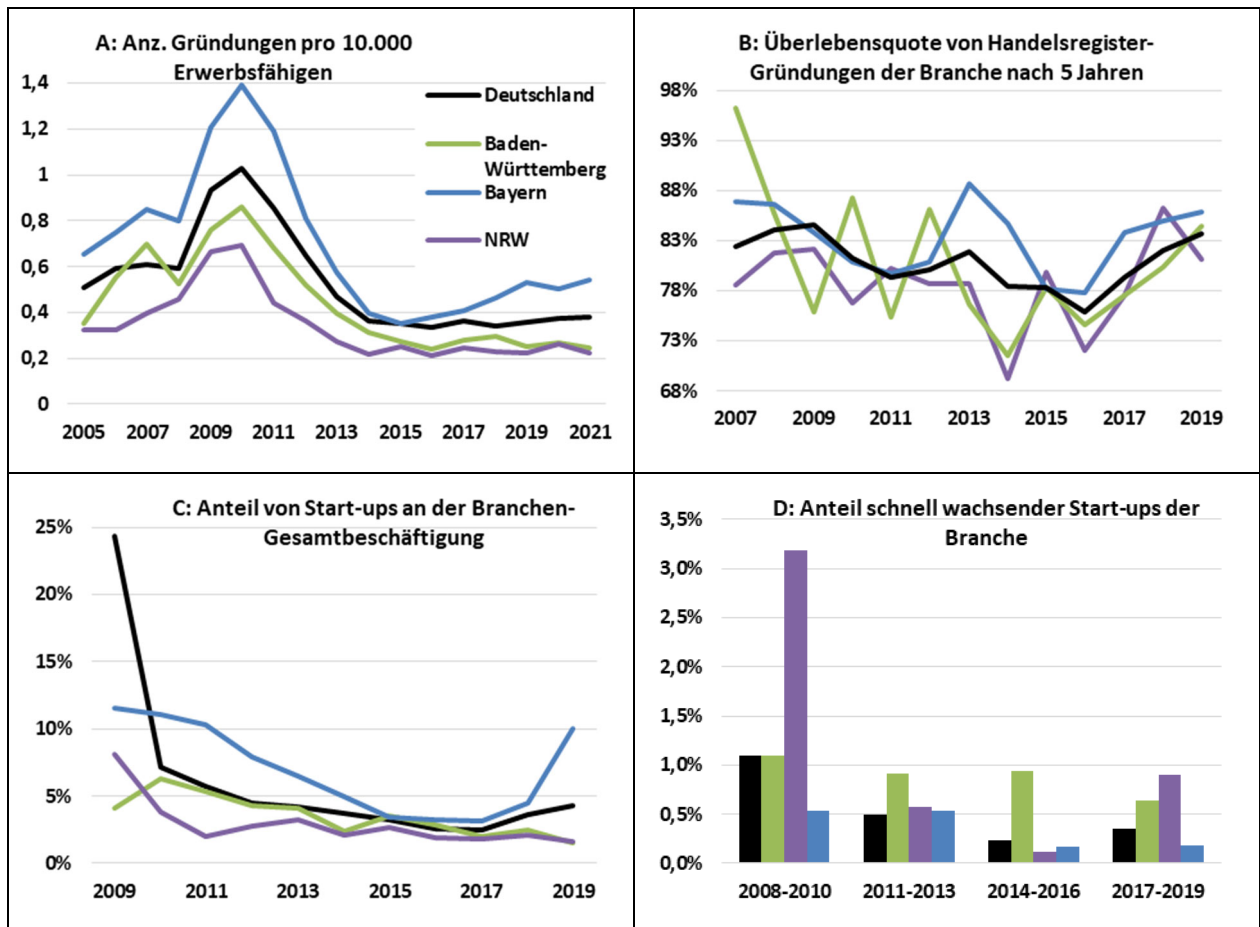 A: Anz. Gründungen pro 10.000
Erwerbsfähigen
1,4
1,2
1
0,8
0,6
0,4
0,2
0
2005 2007 2009 2011 2013 2015 2017 2019 2021
Deutschland
Baden-
Württemberg
Bayern
NRW
B: Überlebensquote von Handelsregister-
Gründungen der Branche nach 5 Jahren
98%
93%
88%
83%
78%
73%
68%
2007 2009 2011 2013 2015 2017 2019
C: Anteil von Start-ups an der Branchen-
Gesamtbeschäftigung
25%
20%
15%
10%
5%
0%
2009 2011 2013 2015 2017 2019
D: Anteil schnell wachsender Start-ups der
Branche
3,5%
3,0%
2,5%
2,0%
1,5%
1,0%
0,5%
0,0%
2008-2010 2011-2013 2014-2016 2017-2019